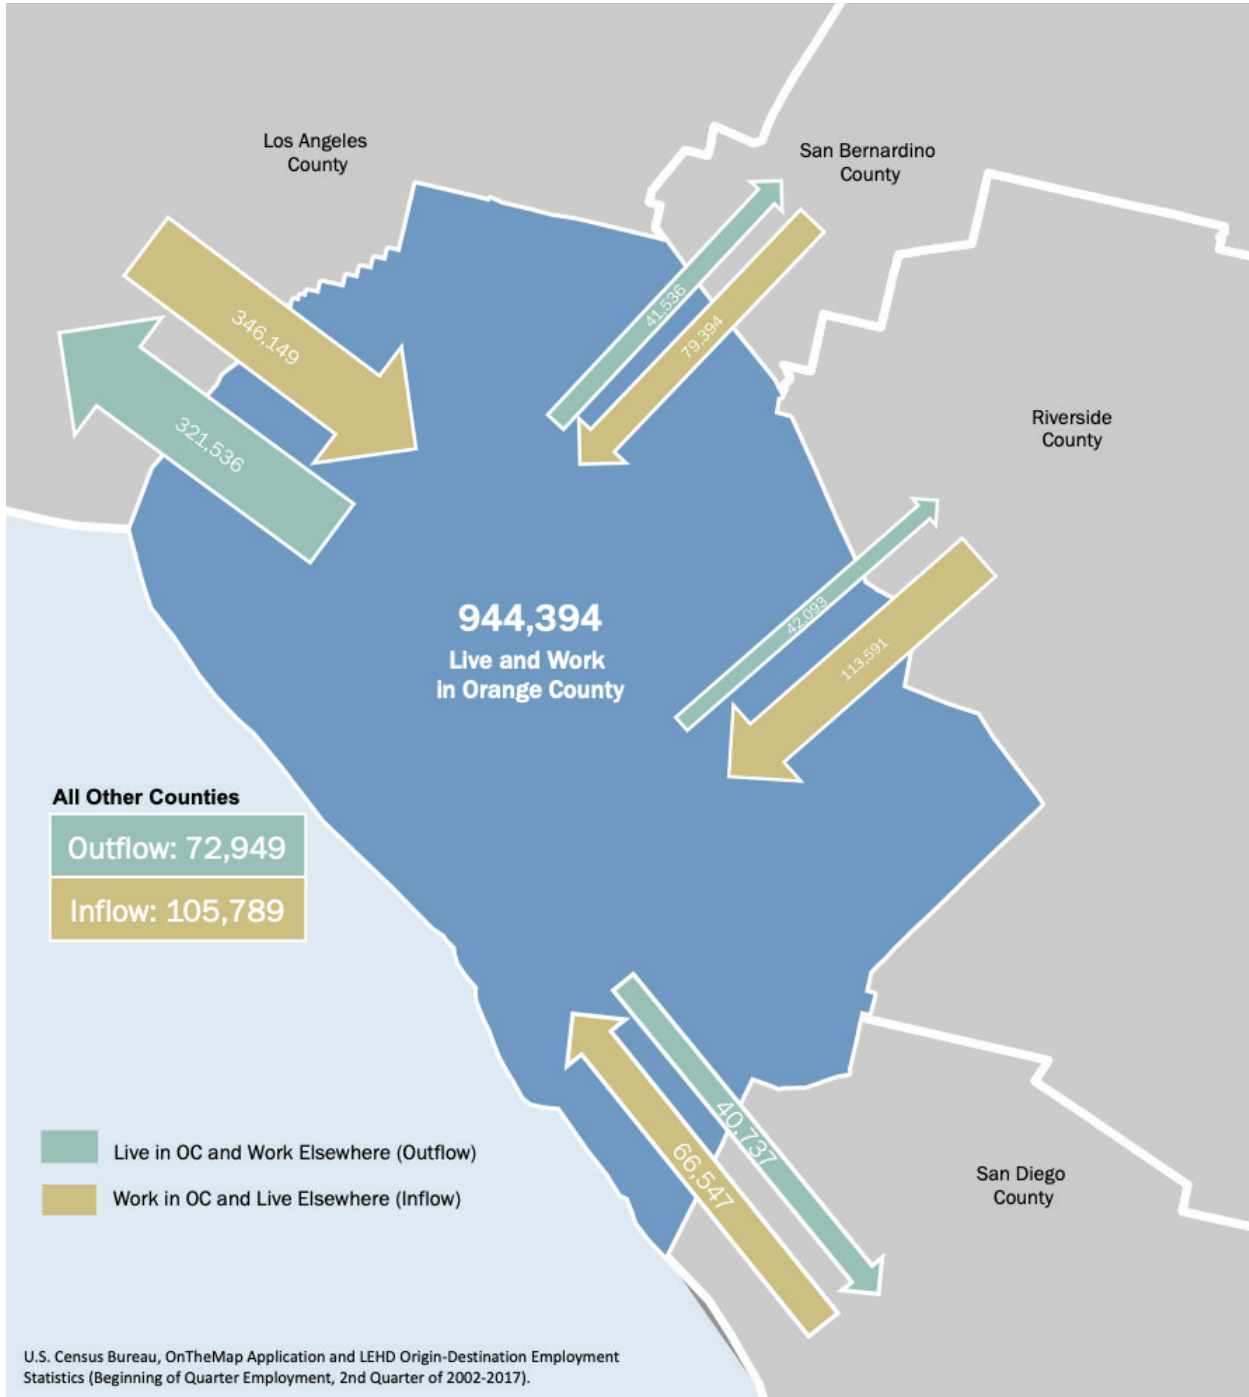 Los Angeles
County
San Bernardino
County
41,536
79,394
346,149
321,536
Riverside
County
42,093
113,591
944,394
Live and Work
in Orange County
All Other Counties
Outflow: 72,949
Inflow: 105,789
40,737
66,547
San Diego
County
Live in OC and Work Elsewhere (Outflow)
Work in OC and Live Elsewhere (Inflow)
U.S. Census Bureau, OnTheMap Application and LEHD Origin-Destination Employment
Statistics (Beginning of Quarter Employment, 2nd Quarter of 2002-2017).